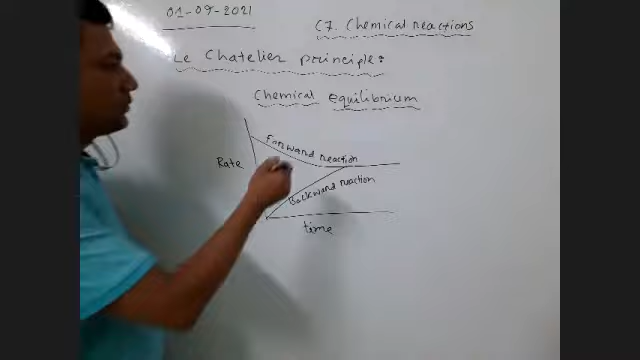 01-09-2021
C7. Chemical reactions
Le Chatelier principle:
Chemical equilibrium
Forward reaction
Rate
Backward reaction
time